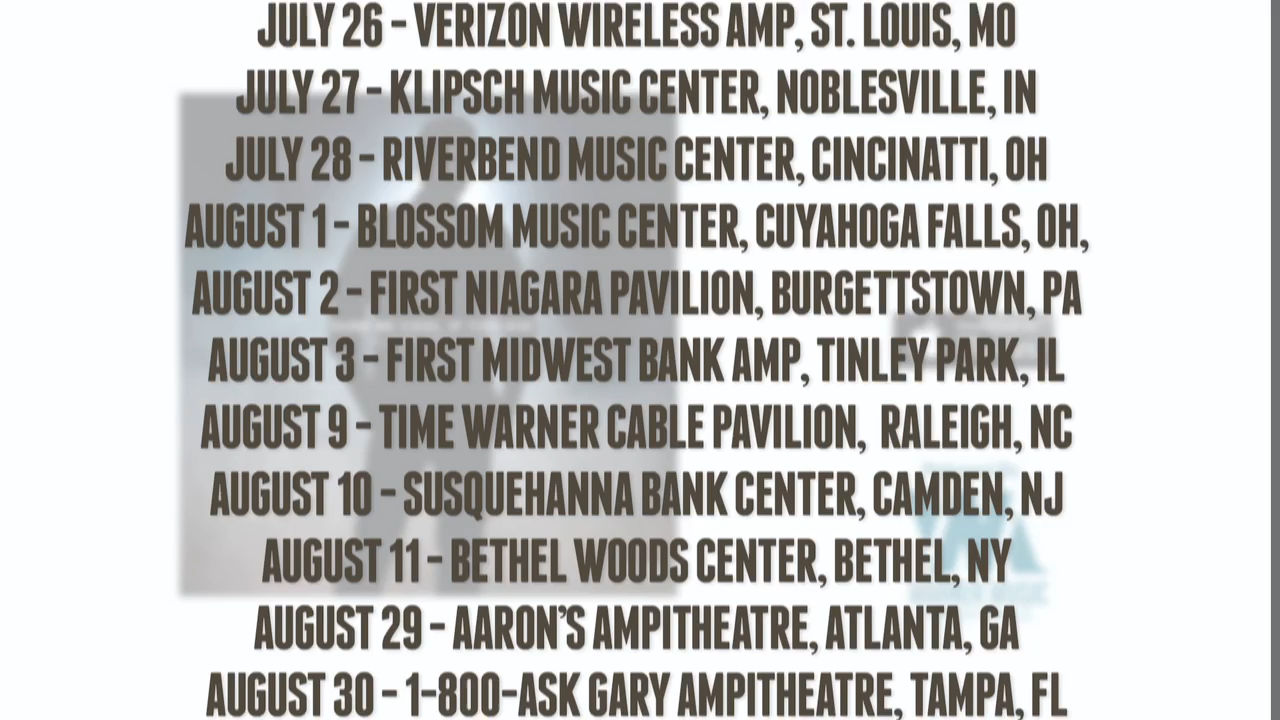 JULY 26 - VERIZON WIRELESS AMP, ST. LOUIS, MO
JULY 27 - KLIPSCH MUSIC CENTER, NOBLESVILLE, IN
JULY 28 - RIVERBEND MUSIC CENTER, CINCINATTI, OH
AUGUST 1 - BLOSSOM MUSIC CENTER, CUYAHOGA FALLS, OH,
AUGUST 2 - FIRST NIAGARA PAVILION, BURGETTSTOWN, PA
AUGUST 3 - FIRST MIDWEST BANK AMP, TINLEY PARK, IL
AUGUST 9 - TIME WARNER CABLE PAVILION, RALEIGH, NC
AUGUST 10 - SUSQUEHANNA BANK CENTER, CAMDEN, NJ
AUGUST 11 - BETHEL WOODS CENTER, BETHEL, NY
AUGUST 29 - AARON'S AMPITHEATRE, ATLANTA, GA
AUGUST 30 - 1-800-ASK GARY AMPITHEATRE, TAMPA, FL